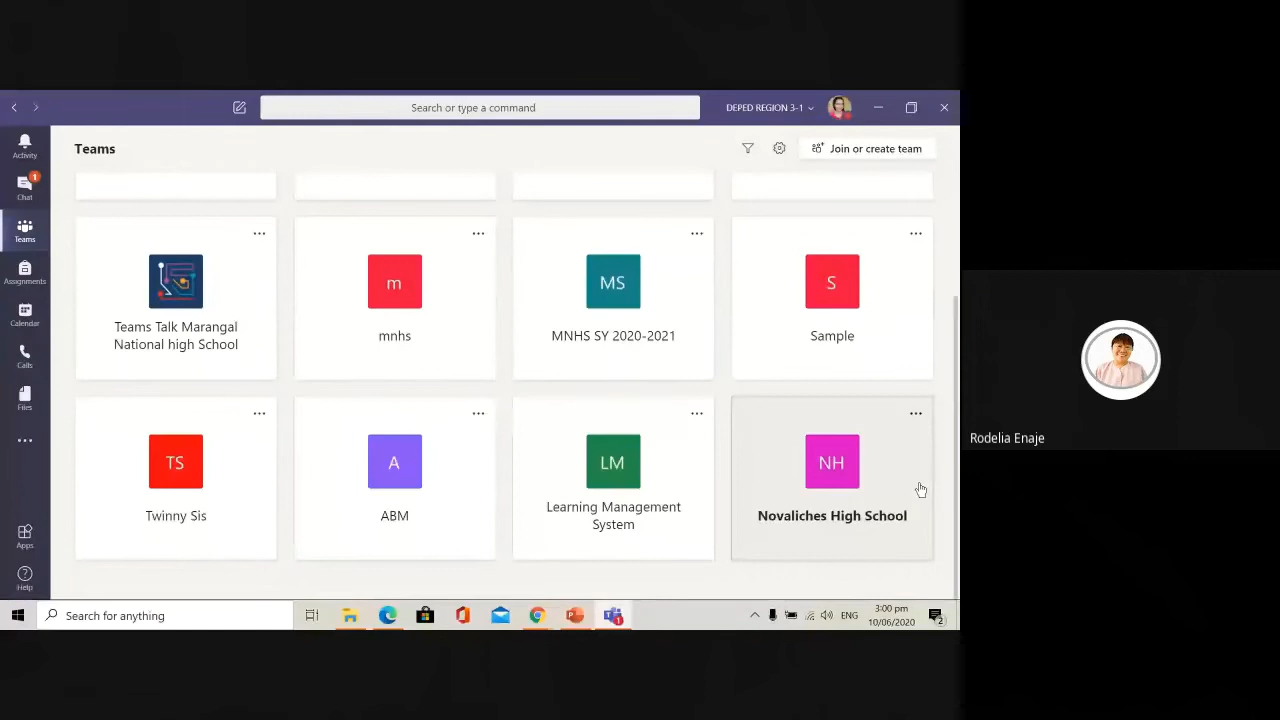 Search or type a command
DEPED REGION 3-1
Activity
Chat
1
Teams
Assignments
Calendar
Calls
Files
Apps
Help
Teams
Join or create team
Teams Talk Marangal
National high School
m
mnhs
MS
MNHS SY 2020-2021
S
Sample
TS
Twinny Sis
A
ABM
LM
Learning Management
System
NH
Novaliches High School
Rodelia Enaje
Search for anything
1
ENG
3:00 pm
10/06/2020
2